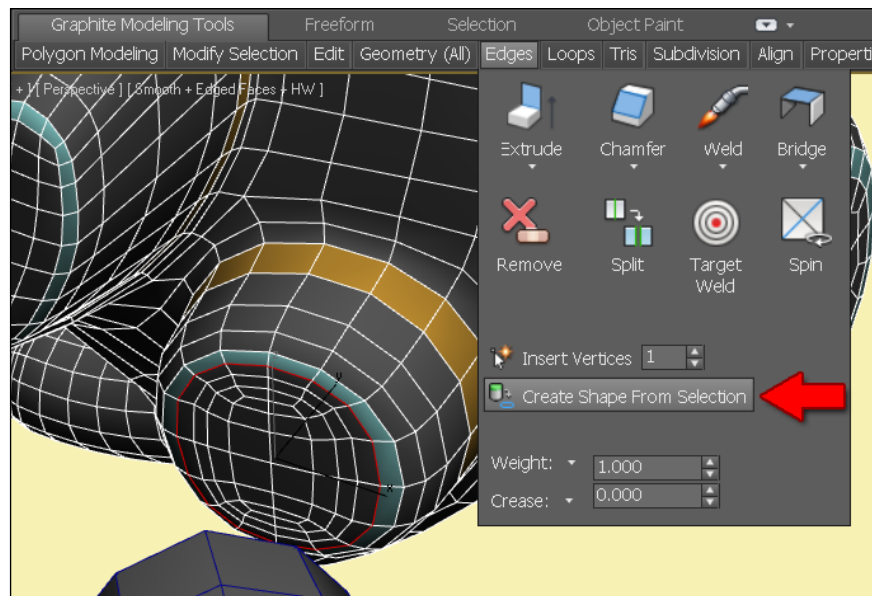 Graphite Modeling Tools Freeform Selection Object Paint
Polygon Modeling Modify Selection Edit Geometry (All) Edges Loops Tris Subdivision Align Properti
+ ] [ Perspective ] [ Smooth + Edged Faces + HW ]
Extrude Chamfer Weld Bridge
Remove Split Target Weld Spin
Insert Vertices 1
Create Shape From Selection
Weight: 1.000
Crease: 0.000
y
x